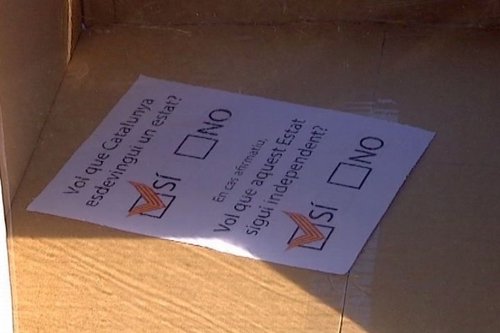 Vol que Catalunya
esdevingui un estat?
SÍ NO
En cas afirmatiu,
Vol que aquest Estat
sigui independent?
SÍ NO